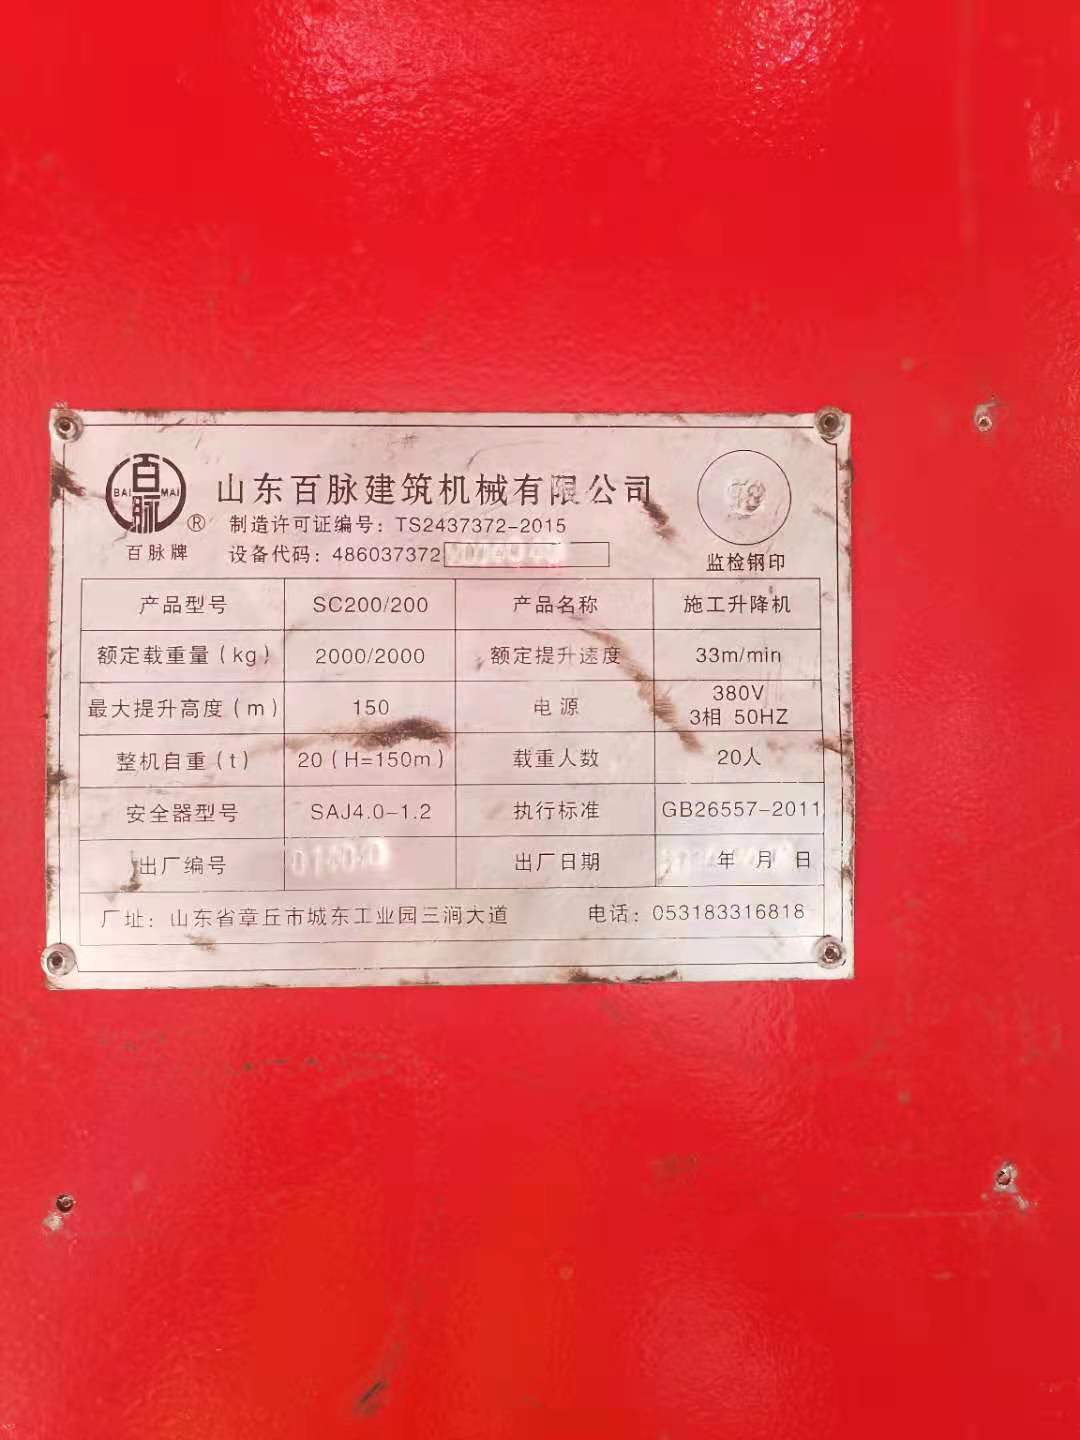 百脉
BAI MAI
®
百脉牌
山东百脉建筑机械有限公司
制造许可证编号：TS2437372-2015
设备代码：486037372
监检钢印
产品型号 SC200/200 产品名称 施工升降机
额定载重量（kg） 2000/2000 额定提升速度 33m/min
最大提升高度（m） 150 电源 380V
3相 50HZ
整机自重（t） 20（H=150m） 载重人数 20人
安全器型号 SAJ4.0-1.2 执行标准 GB26557-2011
出厂编号 出厂日期 年 月 日
厂址：山东省章丘市城东工业园三涧大道 电话：053183316818